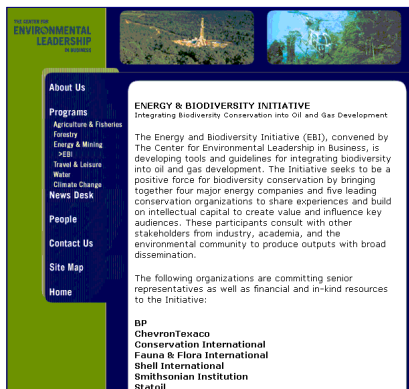 THE CENTER FOR
ENVIRONMENTAL
LEADERSHIP
IN BUSINESS
About Us
Programs
Agriculture & Fisheries
Forestry
Energy & Mining
>EBI
Travel & Leisure
Water
Climate Change
News Desk
People
Contact Us
Site Map
Home
ENERGY & BIODIVERSITY INITIATIVE
Integrating Biodiversity Conservation into Oil and Gas Development
The Energy and Biodiversity Initiative (EBI), convened by
The Center for Environmental Leadership in Business, is
developing tools and guidelines for integrating biodiversity
into oil and gas development. The Initiative seeks to be a
positive force for biodiversity conservation by bringing
together four major energy companies and five leading
conservation organizations to share experiences and build
on intellectual capital to create value and influence key
audiences. These participants consult with other
stakeholders from industry, academia, and the
environmental community to produce outputs with broad
dissemination.
The following organizations are committing senior
representatives as well as financial and in-kind resources
to the Initiative:
BP
ChevronTexaco
Conservation International
Fauna & Flora International
Shell International
Smithsonian Institution
Statoil